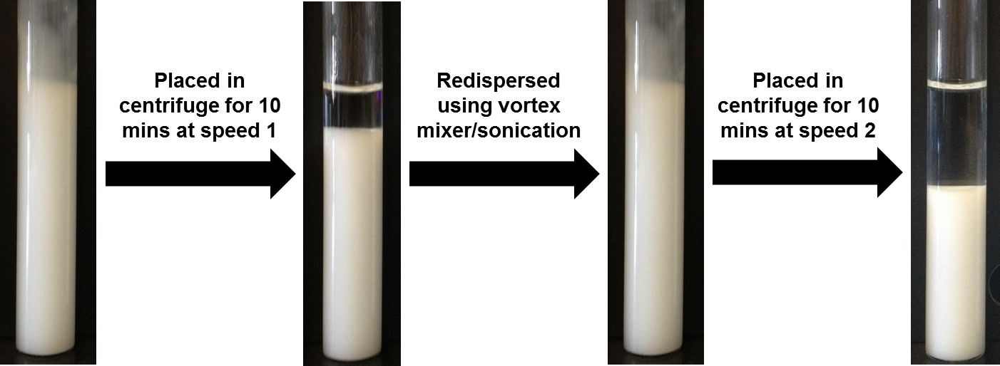 Placed in
centrifuge for 10
mins at speed 1
Redispersed
using vortex
mixer/sonication
Placed in
centrifuge for 10
mins at speed 2